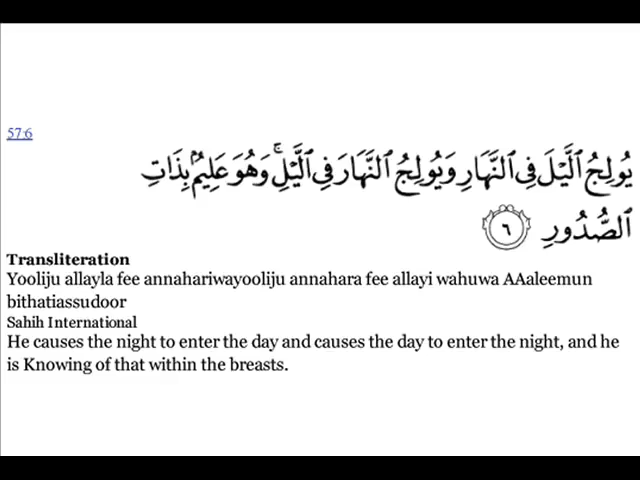 57:6
يُولِجُ ٱلَّيْلَ فِى ٱلنَّهَارِ وَيُولِجُ ٱلنَّهَارَ فِى ٱلَّيْلِ ۚ وَهُوَ عَلِيمٌۢ بِذَاتِ
ٱلصُّدُورِ ٦
Transliteration
Yooliju allayla fee annahariwayooliju annahara fee allayi wahuwa AAaleemun
bithatiassudoor
Sahih International
He causes the night to enter the day and causes the day to enter the night, and he
is Knowing of that within the breasts.